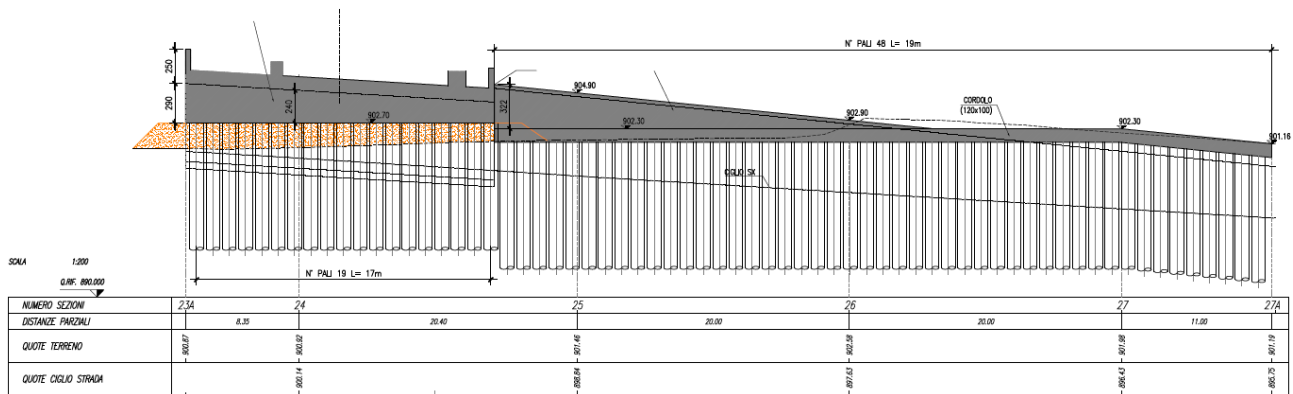 N° PALI 48 L= 19m
250
290
240
322
904.90
902.90
902.70
902.30
CORDOLO
(120x100)
902.30
901.16
CIGLIO SX
N° PALI 19 L= 17m
SCALA 1:200
Q.RIF. 890.000
NUMERO SEZIONI 23A 24 25 26 27 27A
DISTANZE PARZIALI 8.35 20.40 20.00 20.00 11.00
QUOTE TERRENO 900.87 900.92 901.46 902.58 901.98 901.19
QUOTE CIGLIO STRADA 900.14 898.84 897.63 896.43 895.75